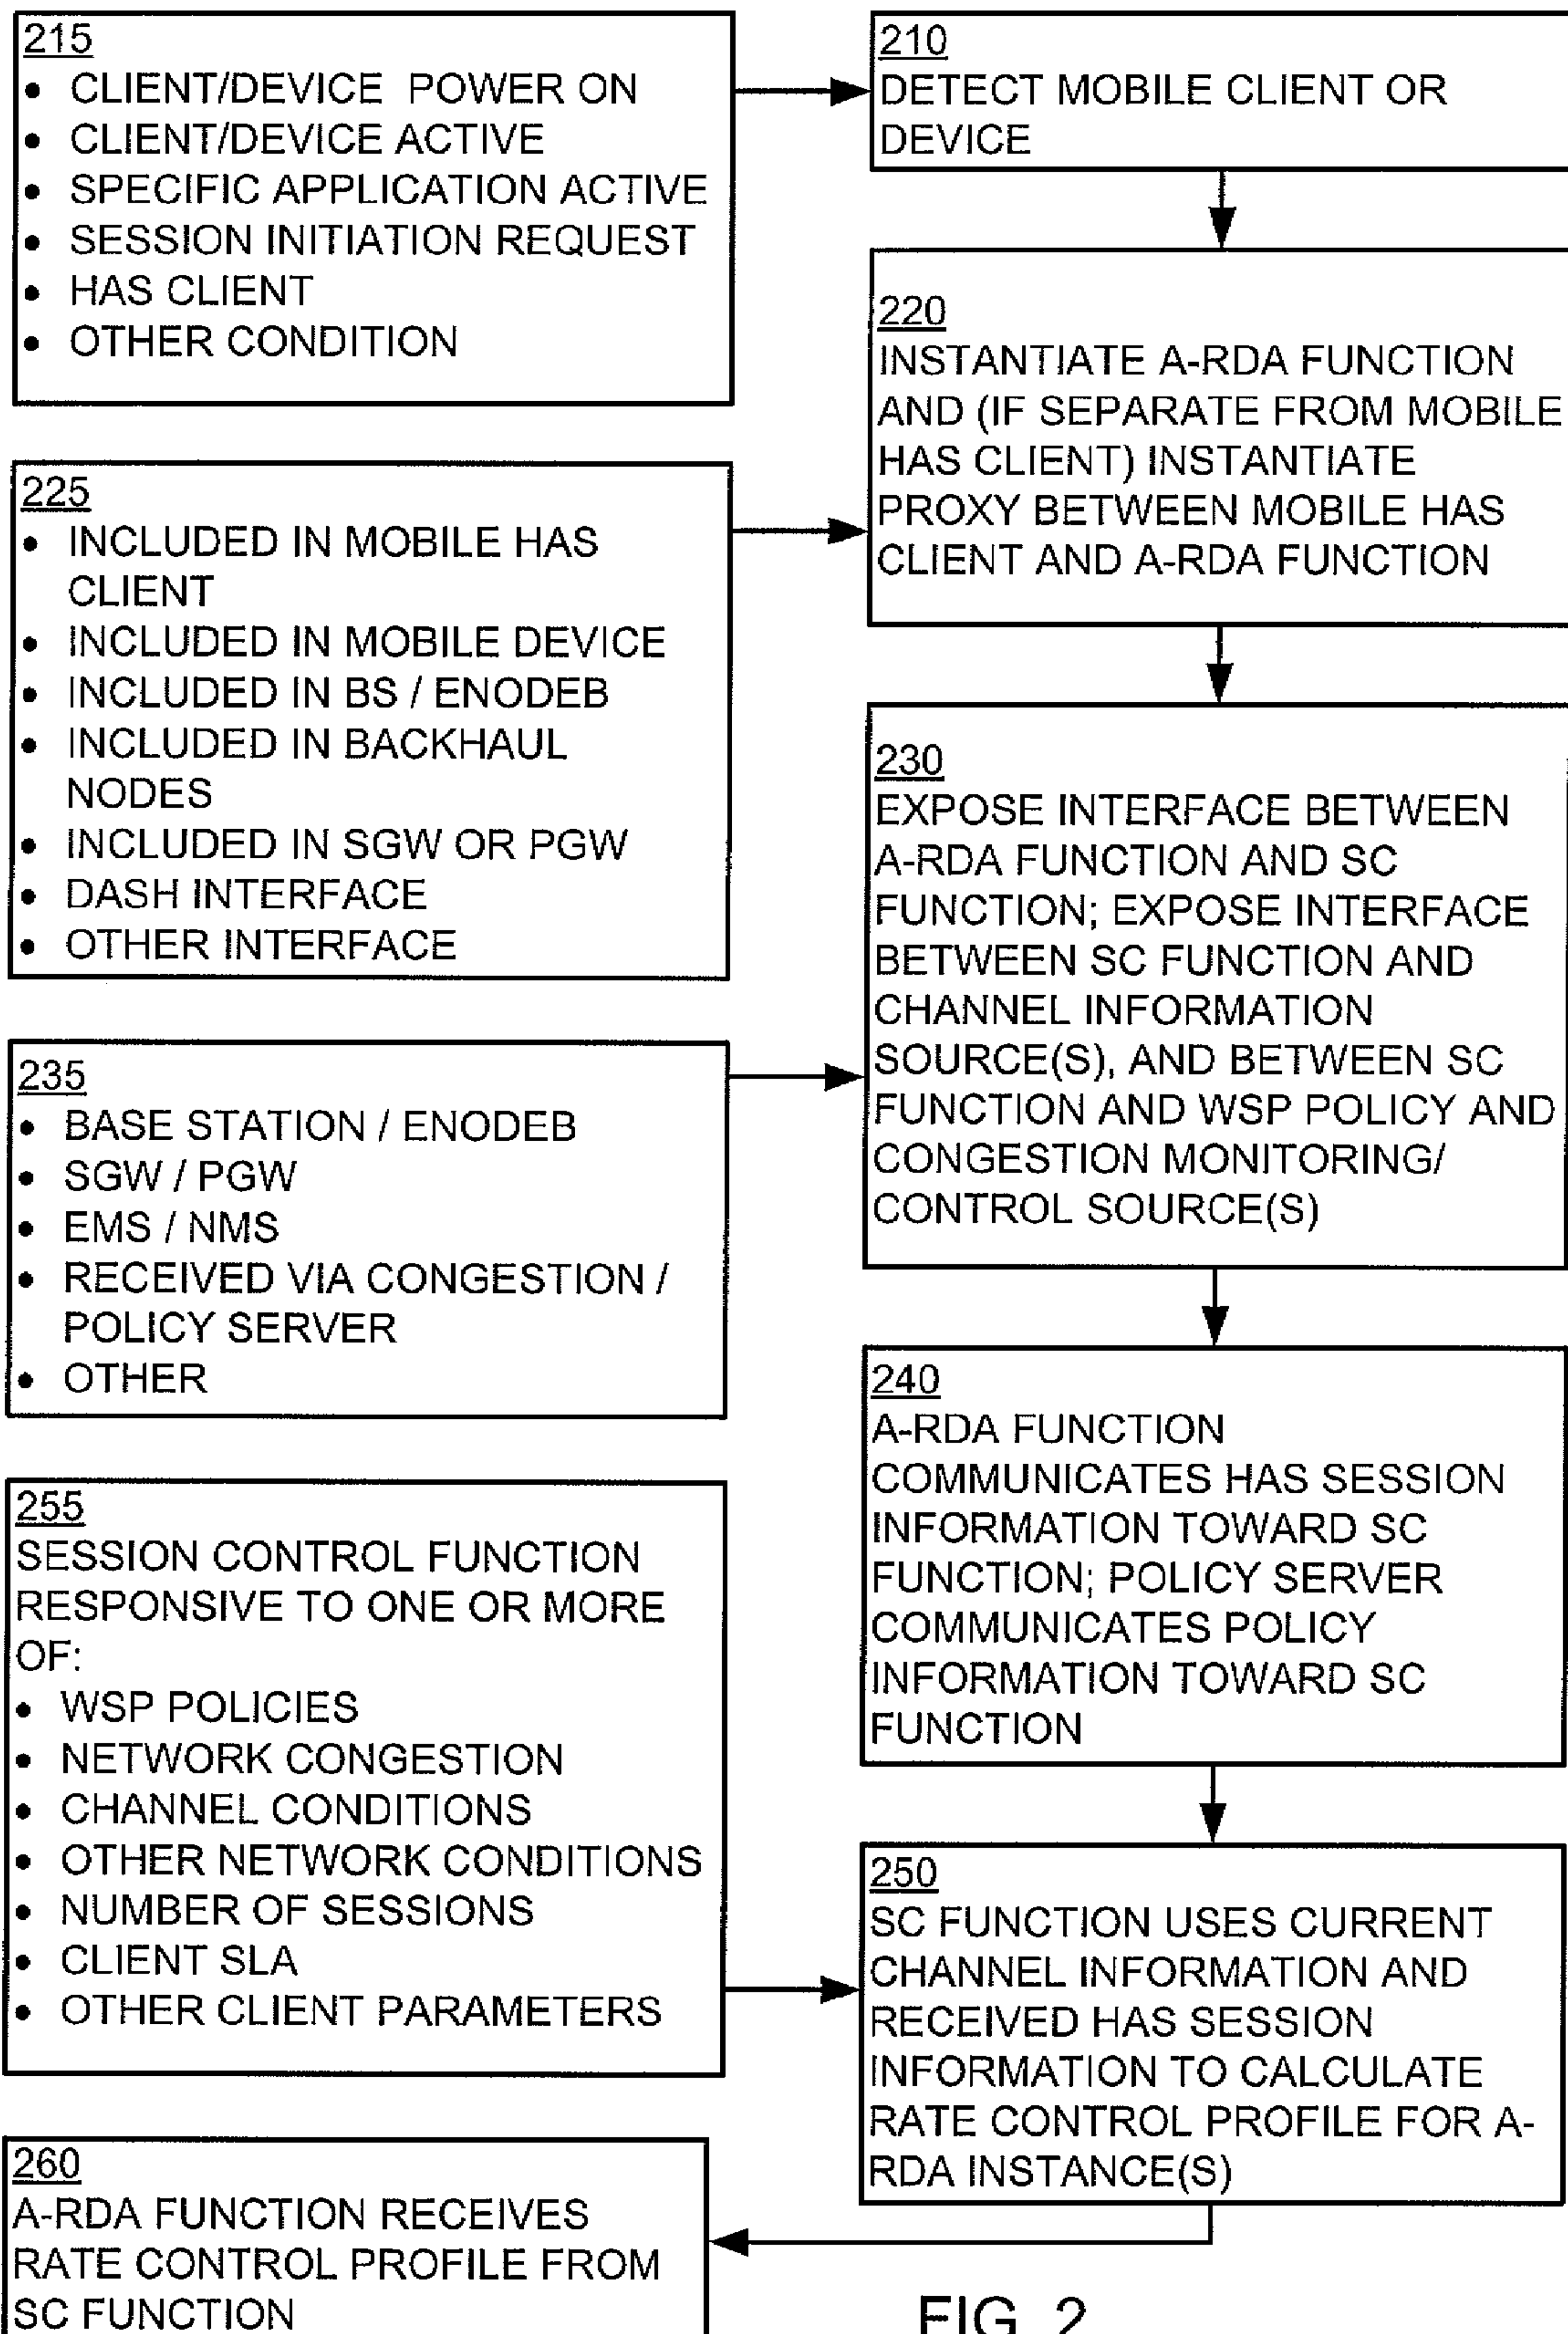 215
• CLIENT/DEVICE POWER ON
• CLIENT/DEVICE ACTIVE
• SPECIFIC APPLICATION ACTIVE
• SESSION INITIATION REQUEST
• HAS CLIENT
• OTHER CONDITION
210
DETECT MOBILE CLIENT OR
DEVICE
225
• INCLUDED IN MOBILE HAS
CLIENT
• INCLUDED IN MOBILE DEVICE
• INCLUDED IN BS / ENODEB
• INCLUDED IN BACKHAUL
NODES
• INCLUDED IN SGW OR PGW
• DASH INTERFACE
• OTHER INTERFACE
220
INSTANTIATE A-RDA FUNCTION
AND (IF SEPARATE FROM MOBILE
HAS CLIENT) INSTANTIATE
PROXY BETWEEN MOBILE HAS
CLIENT AND A-RDA FUNCTION
235
• BASE STATION / ENODEB
• SGW / PGW
• EMS / NMS
• RECEIVED VIA CONGESTION /
POLICY SERVER
• OTHER
230
EXPOSE INTERFACE BETWEEN
A-RDA FUNCTION AND SC
FUNCTION; EXPOSE INTERFACE
BETWEEN SC FUNCTION AND
CHANNEL INFORMATION
SOURCE(S), AND BETWEEN SC
FUNCTION AND WSP POLICY AND
CONGESTION MONITORING/
CONTROL SOURCE(S)
240
A-RDA FUNCTION
COMMUNICATES HAS SESSION
INFORMATION TOWARD SC
FUNCTION; POLICY SERVER
COMMUNICATES POLICY
INFORMATION TOWARD SC
FUNCTION
255
SESSION CONTROL FUNCTION
RESPONSIVE TO ONE OR MORE
OF:
• WSP POLICIES
• NETWORK CONGESTION
• CHANNEL CONDITIONS
• OTHER NETWORK CONDITIONS
• NUMBER OF SESSIONS
• CLIENT SLA
• OTHER CLIENT PARAMETERS
250
SC FUNCTION USES CURRENT
CHANNEL INFORMATION AND
RECEIVED HAS SESSION
INFORMATION TO CALCULATE
RATE CONTROL PROFILE FOR A-
RDA INSTANCE(S)
260
A-RDA FUNCTION RECEIVES
RATE CONTROL PROFILE FROM
SC FUNCTION
FIG. 2